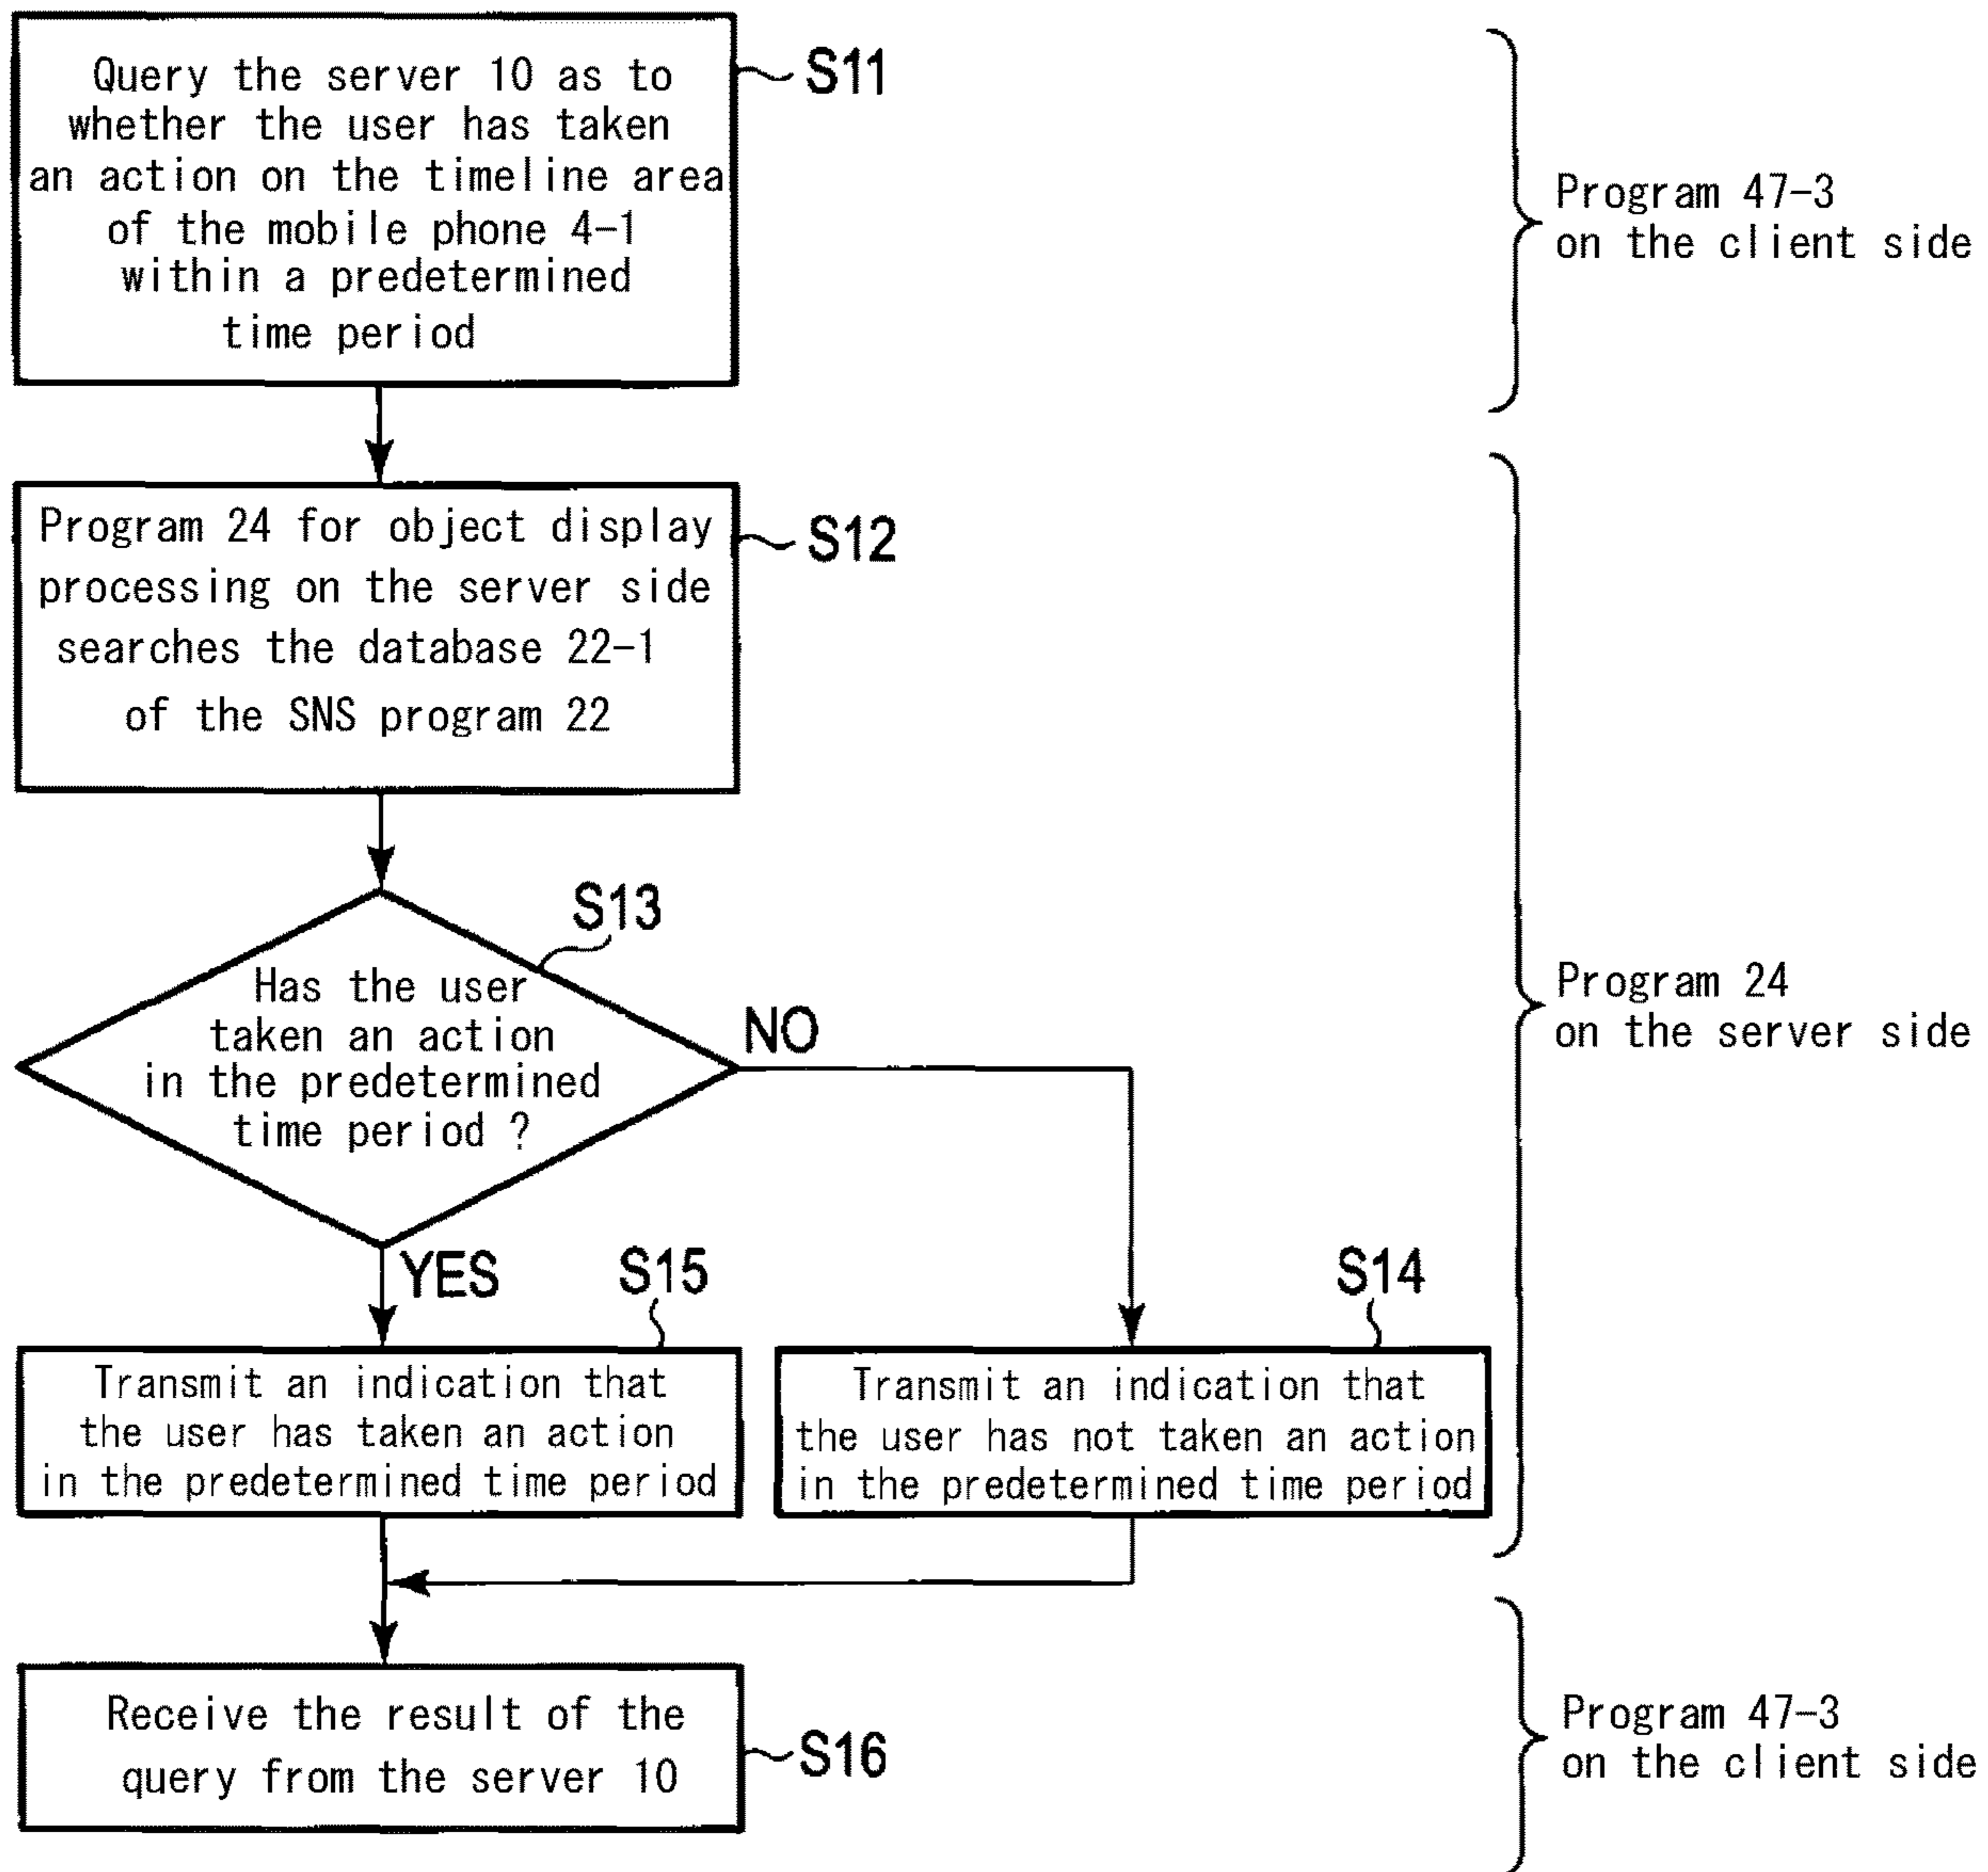 Query the server 10 as to
whether the user has taken
an action on the timeline area
of the mobile phone 4-1
within a predetermined
time period
S11
Program 47-3
on the client side
Program 24 for object display
processing on the server side
searches the database 22-1
of the SNS program 22
S12
S13
Has the user
taken an action
in the predetermined
time period ?
NO
YES
Program 24
on the server side
S15
Transmit an indication that
the user has taken an action
in the predetermined time period
S14
Transmit an indication that
the user has not taken an action
in the predetermined time period
Receive the result of the
query from the server 10
S16
Program 47-3
on the client side